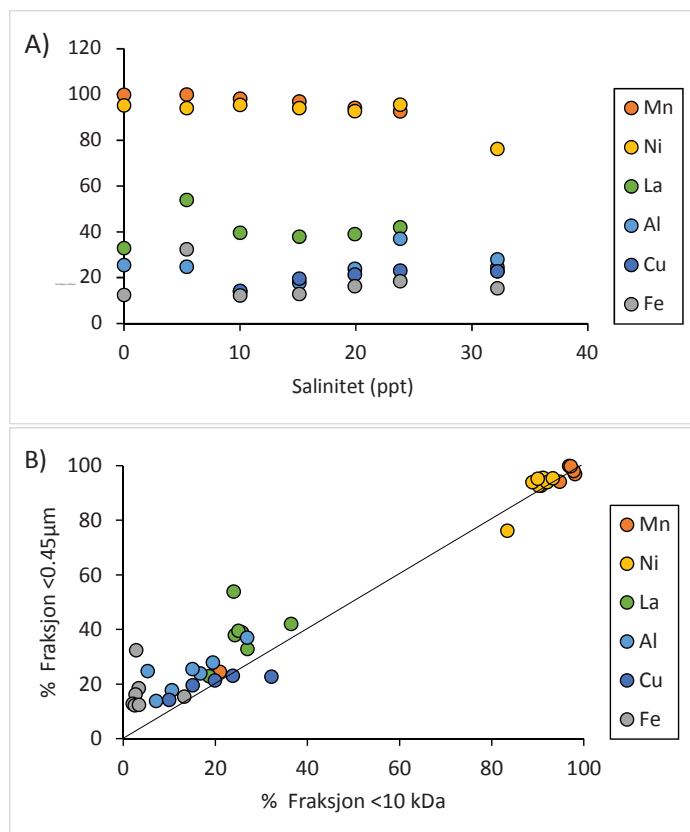 A)
120
100
80
60
40
20
0
0 10 20 30 40
Salinitet (ppt)
Mn
Ni
La
Al
Cu
Fe
B)
% Fraksjon <0.45µm
100
80
60
40
20
0
0 20 40 60 80 100
% Fraksjon <10 kDa
Mn
Ni
La
Al
Cu
Fe